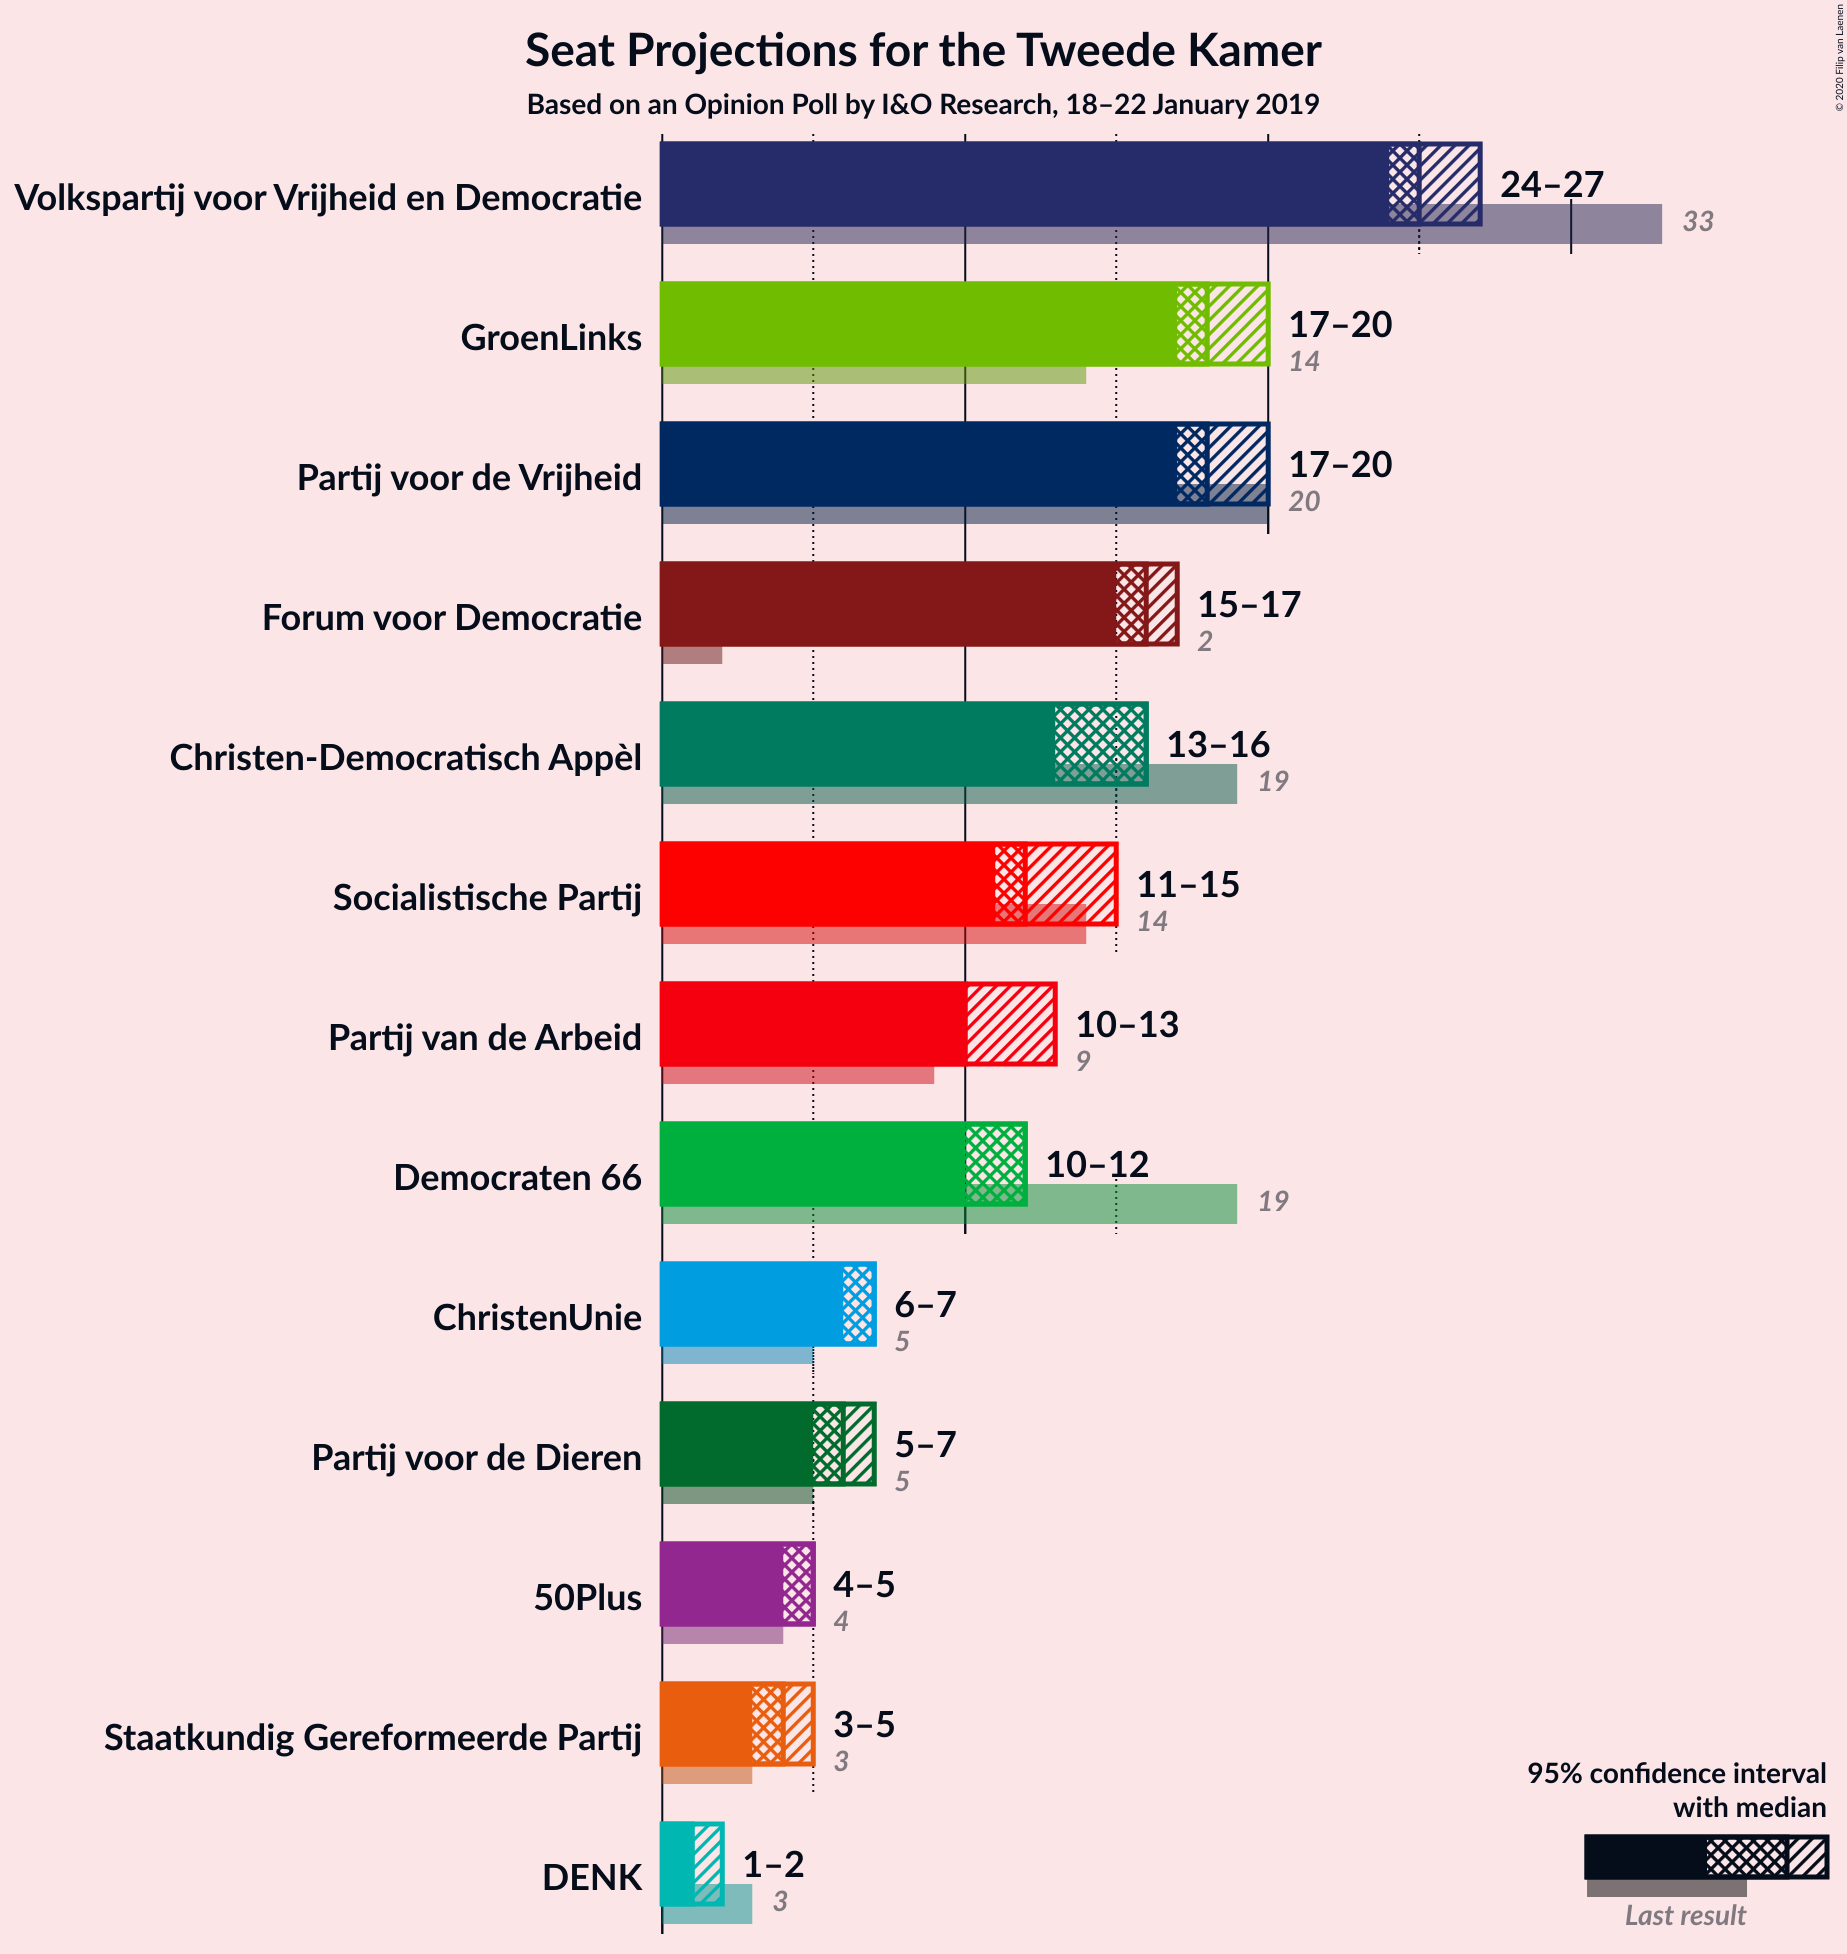 Seat Projections for the Tweede Kamer
Based on an Opinion Poll by I&O Research, 18–22 January 2019
© 2020 Filip van Laenen
Volkspartij voor Vrijheid en Democratie
24–27
33
GroenLinks
17–20
14
Partij voor de Vrijheid
17–20
20
Forum voor Democratie
15–17
2
Christen-Democratisch Appèl
13–16
19
Socialistische Partij
11–15
14
Partij van de Arbeid
10–13
9
Democraten 66
10–12
19
ChristenUnie
6–7
5
Partij voor de Dieren
5–7
5
50Plus
4–5
4
Staatkundig Gereformeerde Partij
3–5
3
DENK
1–2
3
95% confidence interval
with median
Last result